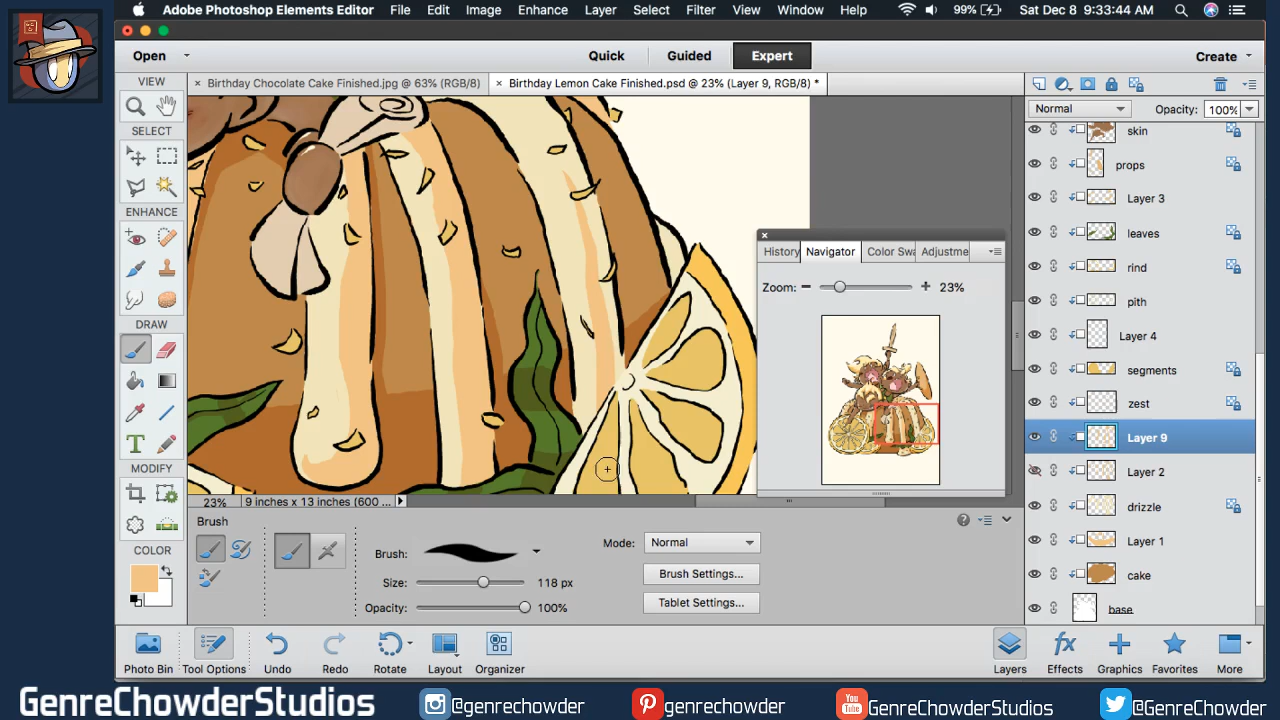 Adobe Photoshop Elements Editor File Edit Image Enhance Layer Select Filter View Window Help 99% Sat Dec 8 9:33:44 AM
Open Quick Guided Expert Create
VIEW × Birthday Chocolate Cake Finished.jpg @ 63% (RGB/8) × Birthday Lemon Cake Finished.psd @ 23% (Layer 9, RGB/8) *
Normal Opacity: 100%
SELECT
ENHANCE
DRAW
MODIFY
COLOR
History Navigator Color Swa Adjustme
Zoom: 23%
skin
props
Layer 3
leaves
rind
pith
Layer 4
segments
zest
Layer 9
Layer 2
drizzle
Layer 1
cake
base
23% 9 inches x 13 inches (600 ...
Brush
Brush: Mode: Normal
Size: 118 px Brush Settings...
Opacity: 100% Tablet Settings...
Photo Bin Tool Options Undo Redo Rotate Layout Organizer Layers Effects Graphics Favorites More
GenreChowderStudios @genrechowder genrechowder GenreChowderStudios @GenreChowder